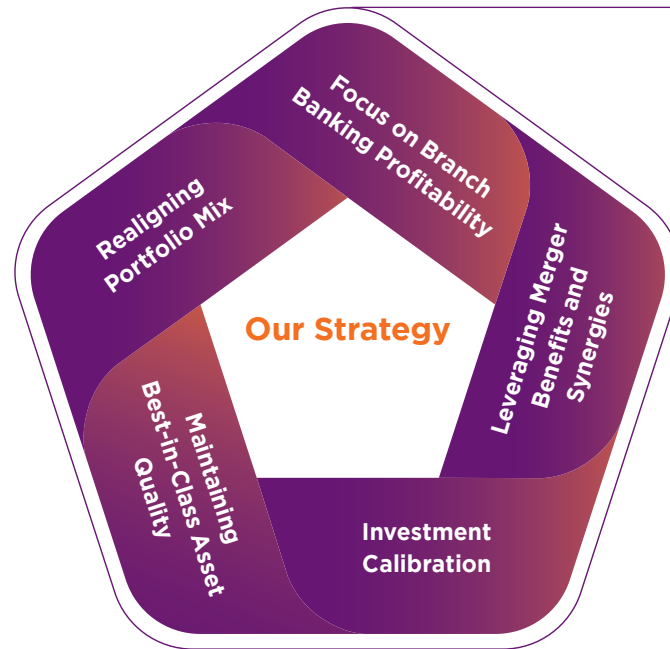 Our Strategy
Focus on Branch
Banking Profitability
Leveraging Merger
Benefits and
Synergies
Investment
Calibration
Maintaining
Best-in-Class Asset
Quality
Realigning
Portfolio Mix